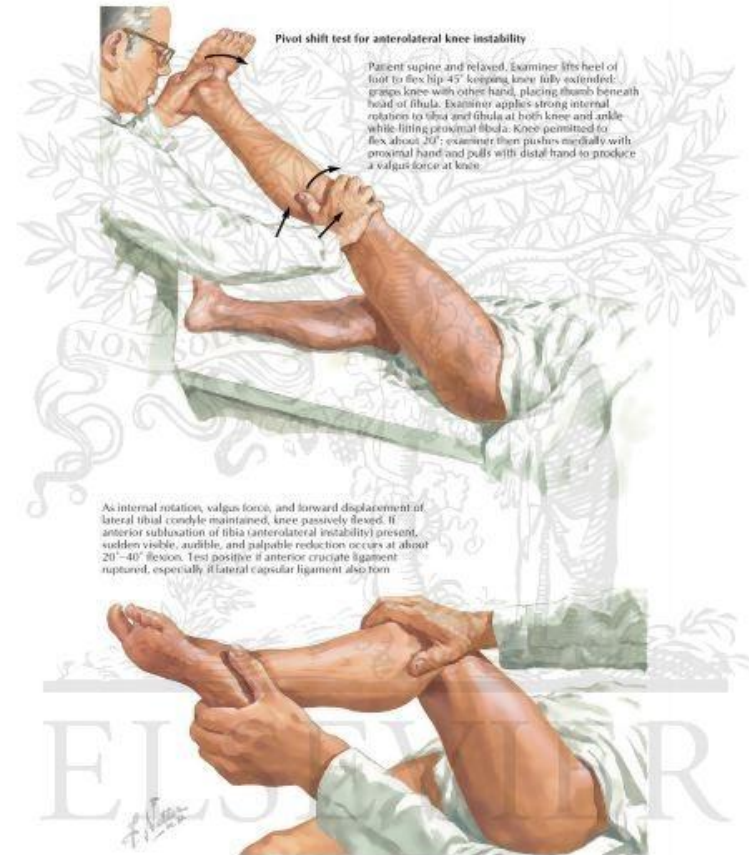 Pivot shift test for anterolateral knee instability
Patient supine and relaxed. Examiner lifts heel of
foot to flex hip 45° keeping knee fully extended;
grasps knee with other hand, placing thumb beneath
head of fibula. Examiner applies strong internal
rotation to tibia and fibula at both knee and ankle
while lifting proximal fibula. Knee permitted to
flex about 20°; examiner then pushes medially with
proximal hand and pulls with distal hand to produce
a valgus force at knee
NON SOLUS
As internal rotation, valgus force, and forward displacement of
lateral tibial condyle maintained, knee passively flexed. If
anterior subluxation of tibia (anterolateral instability) present,
sudden visible, audible, and palpable reduction occurs at about
20°–40° flexion. Test positive if anterior cruciate ligament
ruptured, especially if lateral capsular ligament also torn
ELSEVIER